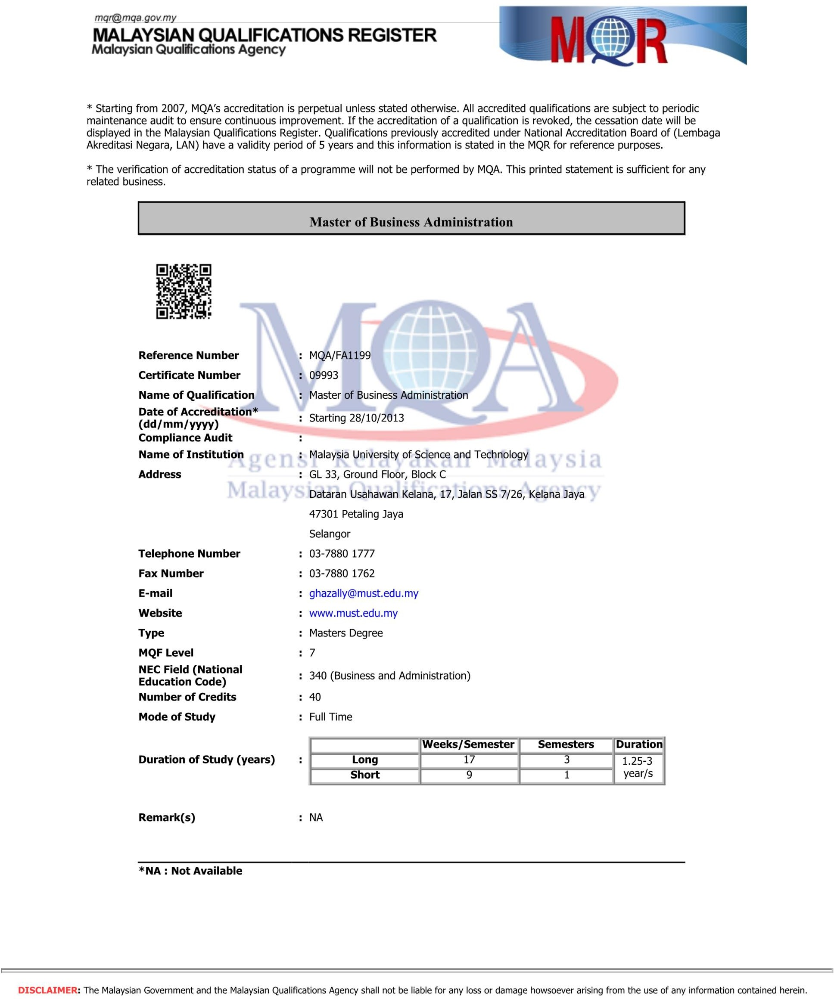 mqr@mqa.gov.my
MALAYSIAN QUALIFICATIONS REGISTER
Malaysian Qualifications Agency
MQR
* Starting from 2007, MQA’s accreditation is perpetual unless stated otherwise. All accredited qualifications are subject to periodic
maintenance audit to ensure continuous improvement. If the accreditation of a qualification is revoked, the cessation date will be
displayed in the Malaysian Qualifications Register. Qualifications previously accredited under National Accreditation Board of (Lembaga
Akreditasi Negara, LAN) have a validity period of 5 years and this information is stated in the MQR for reference purposes.
* The verification of accreditation status of a programme will not be performed by MQA. This printed statement is sufficient for any
related business.
Master of Business Administration
MQA
Agensi Kelayakan Malaysia
Malaysian Qualifications Agency
Reference Number : MQA/FA1199
Certificate Number : 09993
Name of Qualification : Master of Business Administration
Date of Accreditation*
(dd/mm/yyyy) : Starting 28/10/2013
Compliance Audit :
Name of Institution : Malaysia University of Science and Technology
Address : GL 33, Ground Floor, Block C
Dataran Usahawan Kelana, 17, Jalan SS 7/26, Kelana Jaya
47301 Petaling Jaya
Selangor
Telephone Number : 03-7880 1777
Fax Number : 03-7880 1762
E-mail : ghazally@must.edu.my
Website : www.must.edu.my
Type : Masters Degree
MQF Level : 7
NEC Field (National
Education Code) : 340 (Business and Administration)
Number of Credits : 40
Mode of Study : Full Time
Weeks/Semester Semesters Duration
Duration of Study (years) : Long 17 3 1.25-3
Short 9 1 year/s
Remark(s) : NA
*NA : Not Available
DISCLAIMER: The Malaysian Government and the Malaysian Qualifications Agency shall not be liable for any loss or damage howsoever arising from the use of any information contained herein.